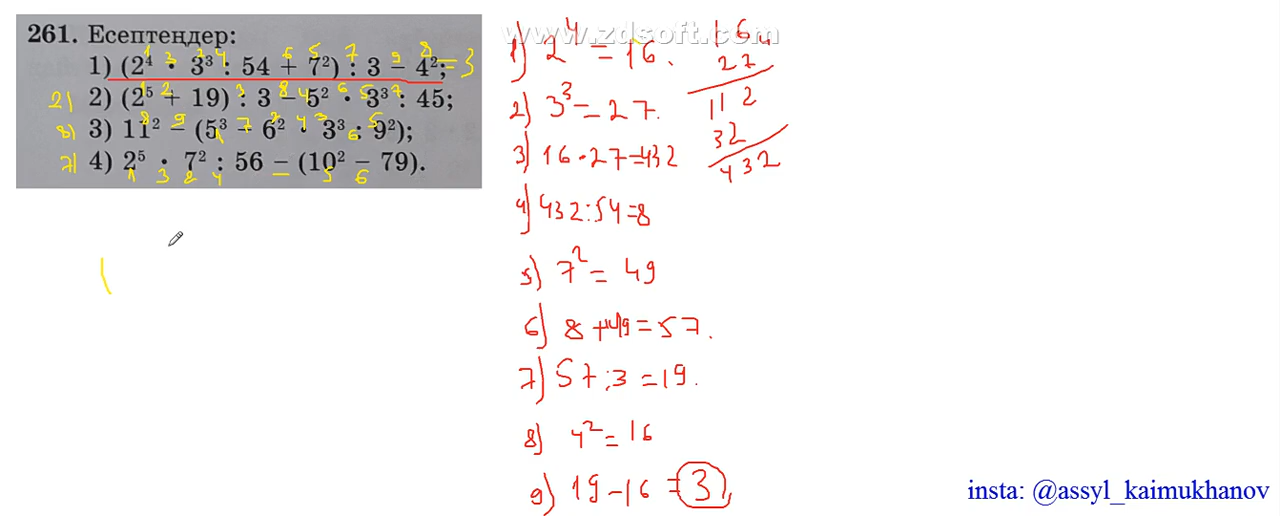 261. Есептеңдер:
1) (2⁴ · 3³ : 54 + 7²) : 3 − 4²; = 3
2) 2) (2⁵ + 19) : 3 − 5² · 3³ : 45;
3) 3) 11² − (5³ − 6² · 3³ : 9²);
7) 4) 2⁵ · 7² : 56 − (10² − 79).
www.zdsoft.com
1) 2⁴ = 16.
2) 3³ = 27.
3) 16 · 27 = 432
4) 432 : 54 = 8
5) 7² = 49
6) 8 + 49 = 57.
7) 57 : 3 = 19.
8) 4² = 16
9) 19 − 16 = 3
16
27
112
32
432
insta: @assyl_kaimukhanov